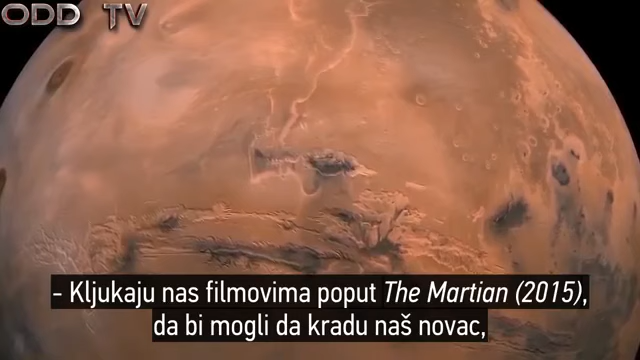 ODD TV
- Kljukaju nas filmovima poput The Martian (2015),
da bi mogli da kradu naš novac,